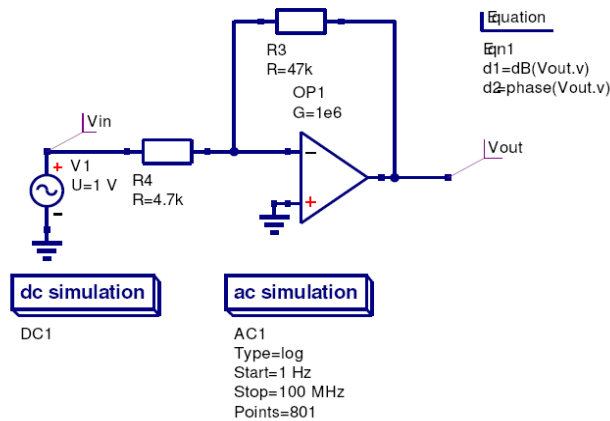 R3
R=47k
OP1
G=1e6
Vin
+
V1
U=1 V
-
R4
R=4.7k
-
+
Vout
Equation
Eqn1
d1=dB(Vout.v)
d2=phase(Vout.v)
dc simulation
DC1
ac simulation
AC1
Type=log
Start=1 Hz
Stop=100 MHz
Points=801